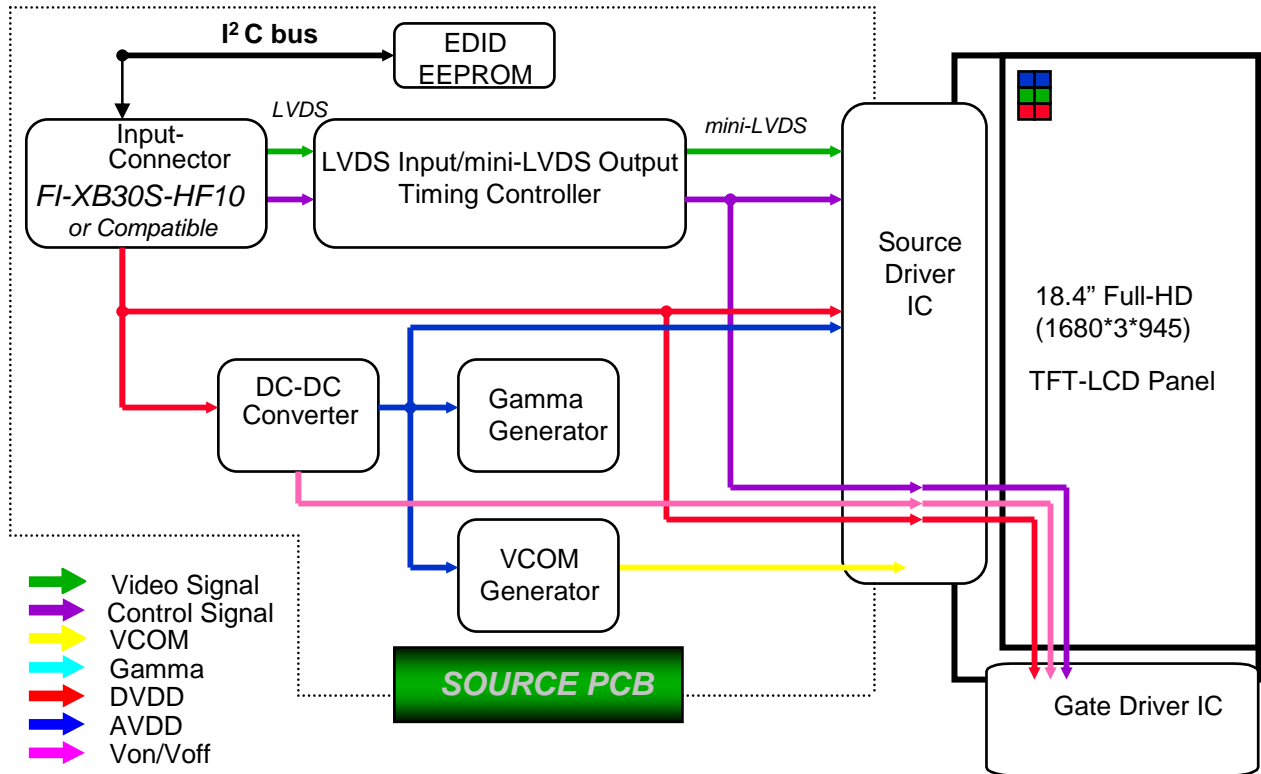 I² C bus
EDID
EEPROM
LVDS
mini-LVDS
Input-
Connector
FI-XB30S-HF10
or Compatible
LVDS Input/mini-LVDS Output
Timing Controller
Source
Driver
IC
18.4” Full-HD
(1680*3*945)
TFT-LCD Panel
DC-DC
Converter
Gamma
Generator
VCOM
Generator
Video Signal
Control Signal
VCOM
Gamma
DVDD
AVDD
Von/Voff
SOURCE PCB
Gate Driver IC